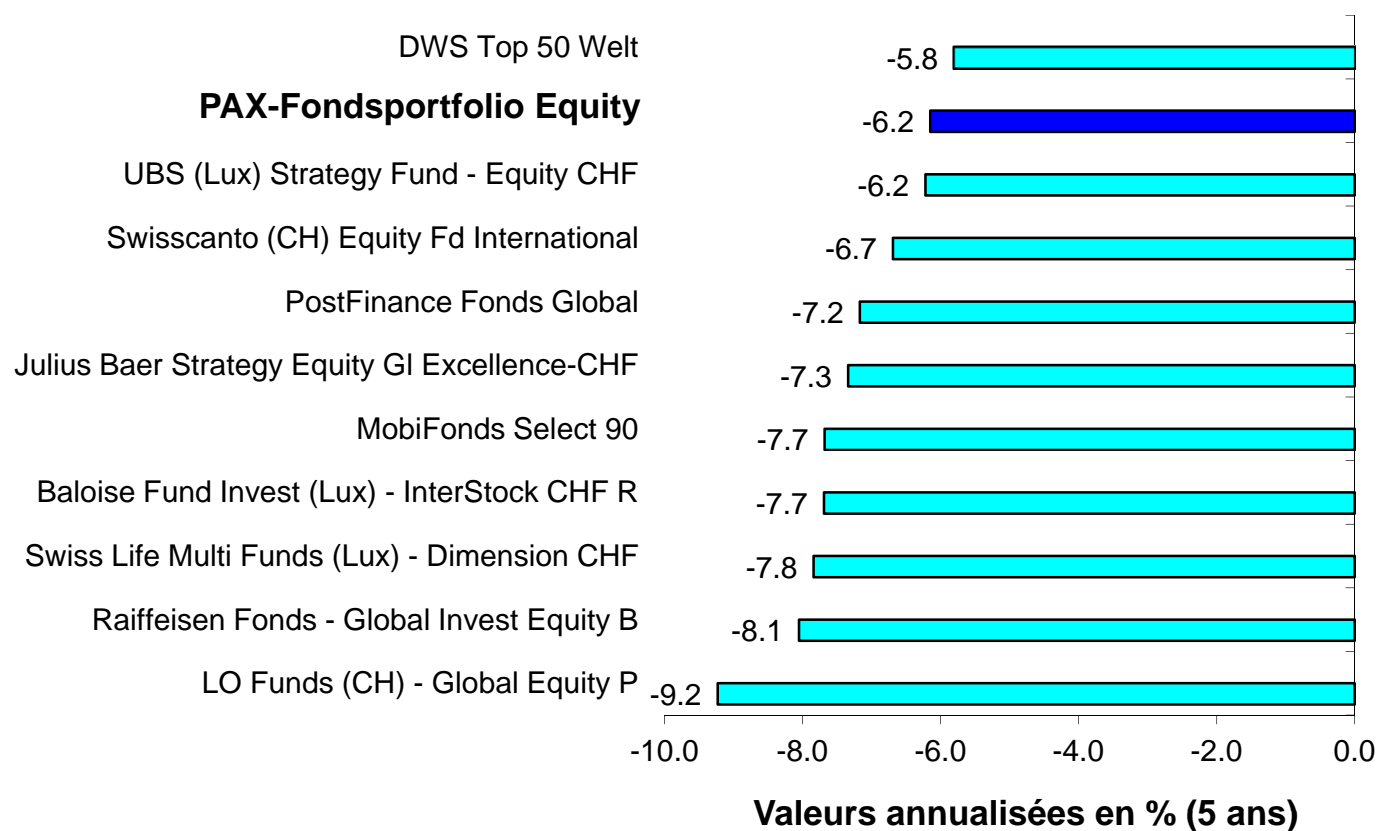 DWS Top 50 Welt
-5.8
PAX-Fondsportfolio Equity
-6.2
UBS (Lux) Strategy Fund - Equity CHF
-6.2
Swisscanto (CH) Equity Fd International
-6.7
PostFinance Fonds Global
-7.2
Julius Baer Strategy Equity Gl Excellence-CHF
-7.3
MobiFonds Select 90
-7.7
Baloise Fund Invest (Lux) - InterStock CHF R
-7.7
Swiss Life Multi Funds (Lux) - Dimension CHF
-7.8
Raiffeisen Fonds - Global Invest Equity B
-8.1
LO Funds (CH) - Global Equity P
-9.2
-10.0 -8.0 -6.0 -4.0 -2.0 0.0
Valeurs annualisées en % (5 ans)